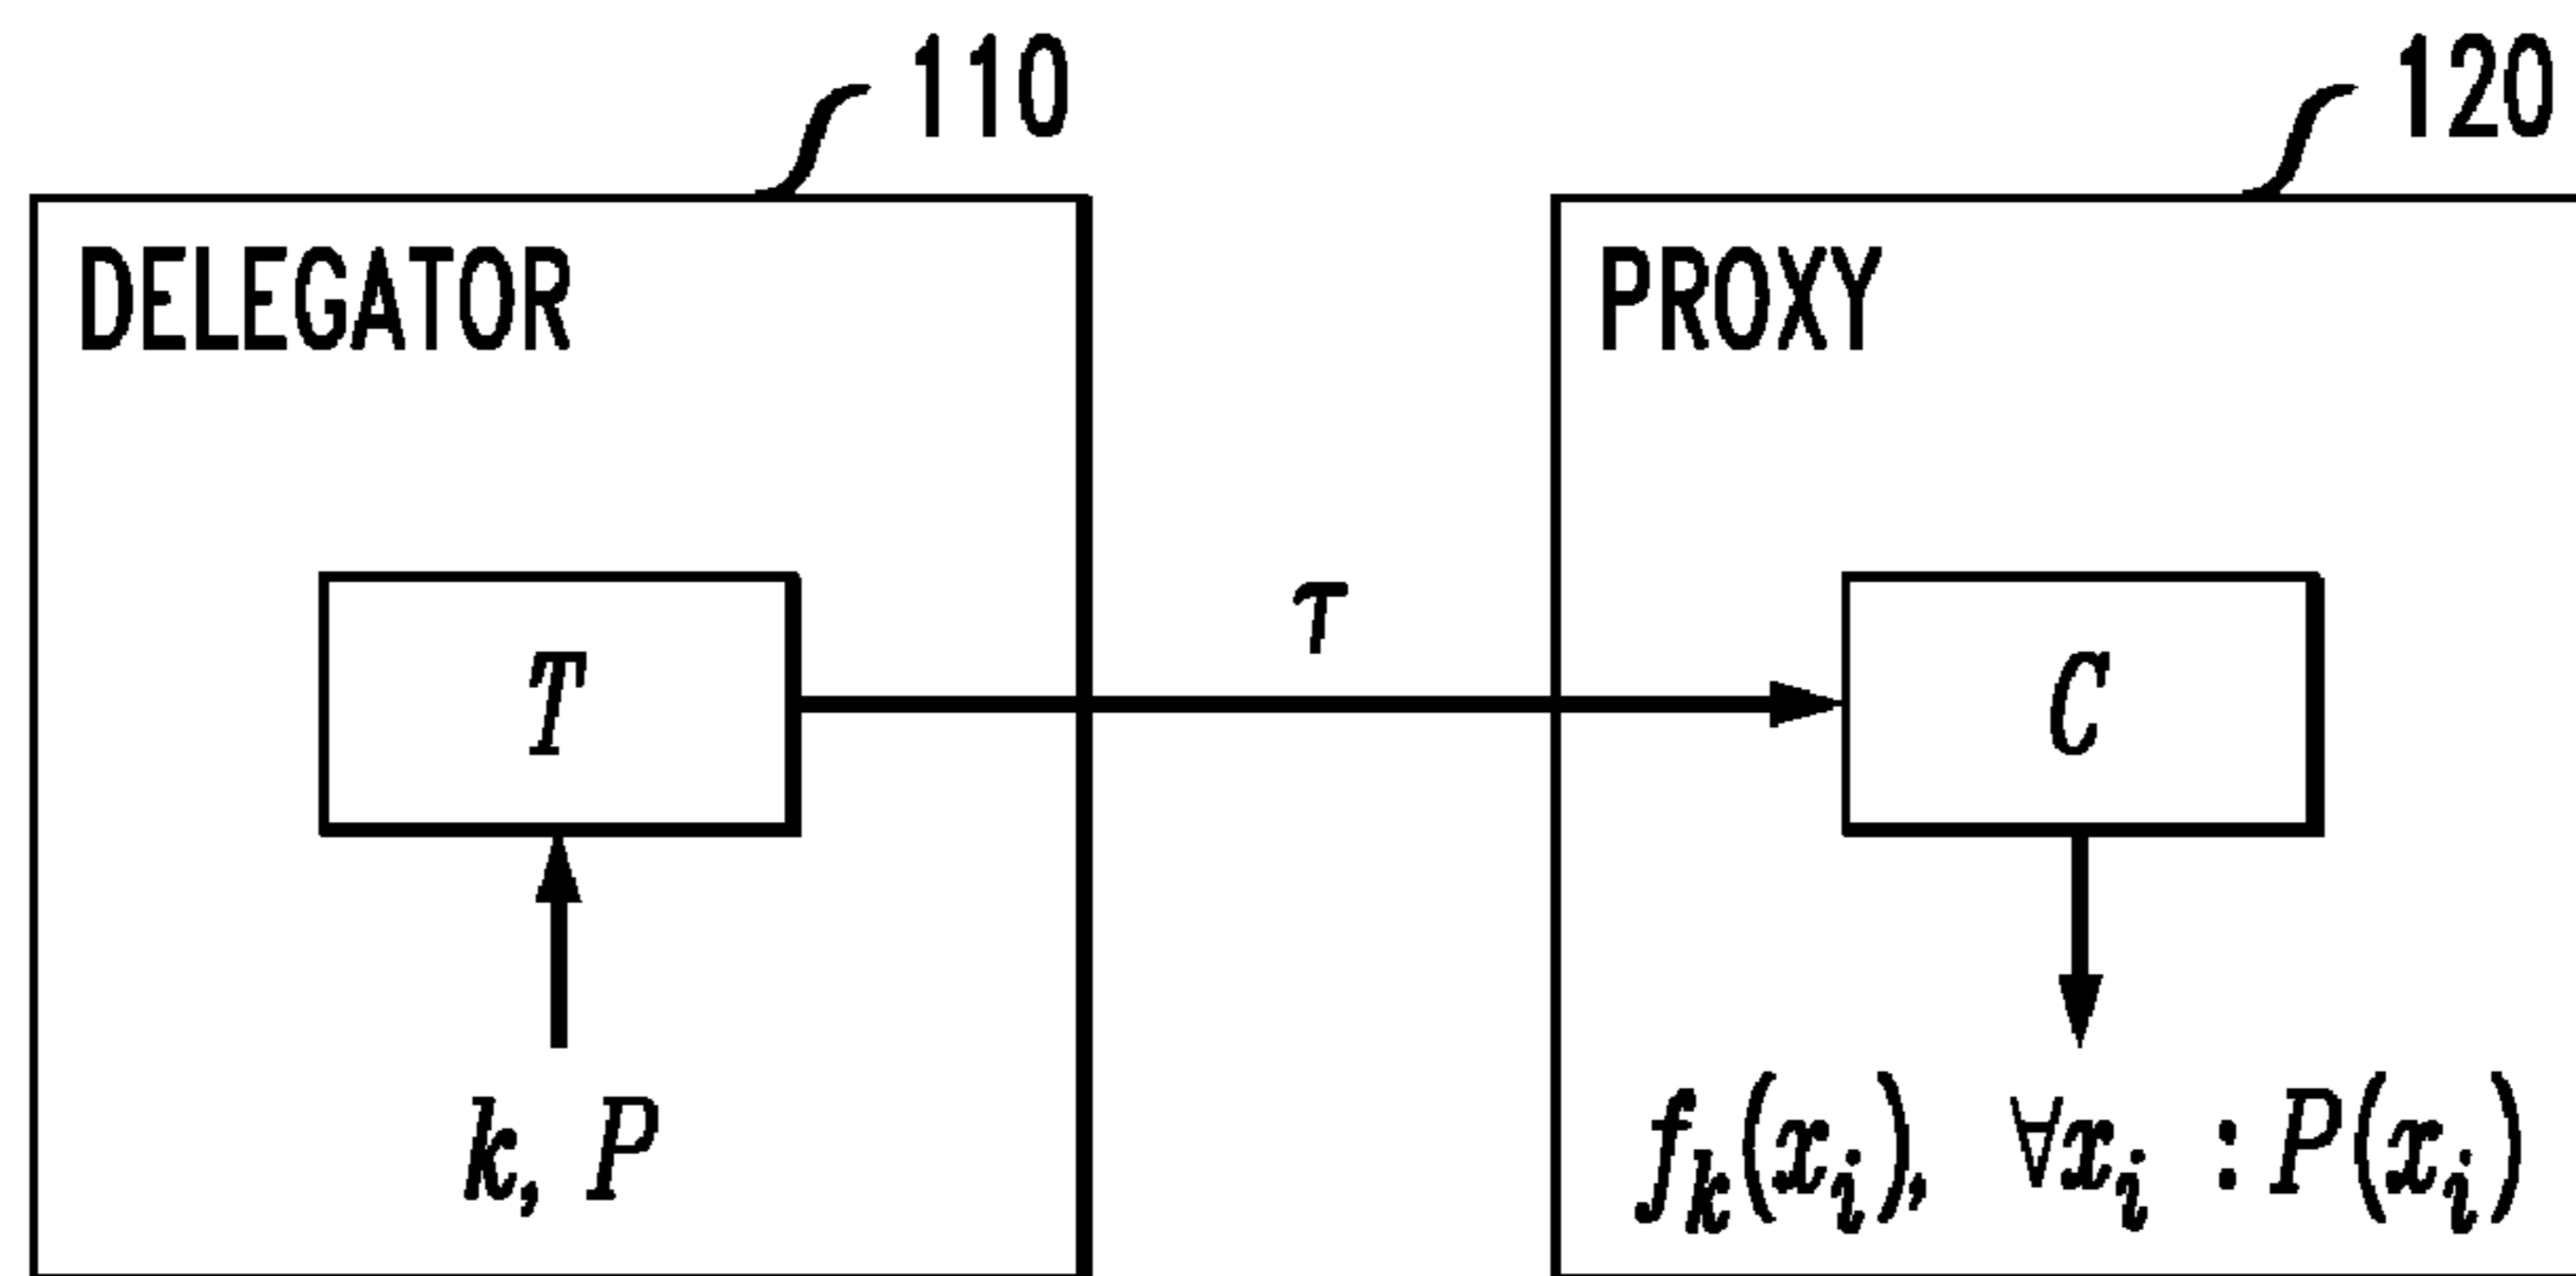 110
120
DELEGATOR
PROXY
τ
T
C
k, P
f_k(x_i), ∀x_i : P(x_i)